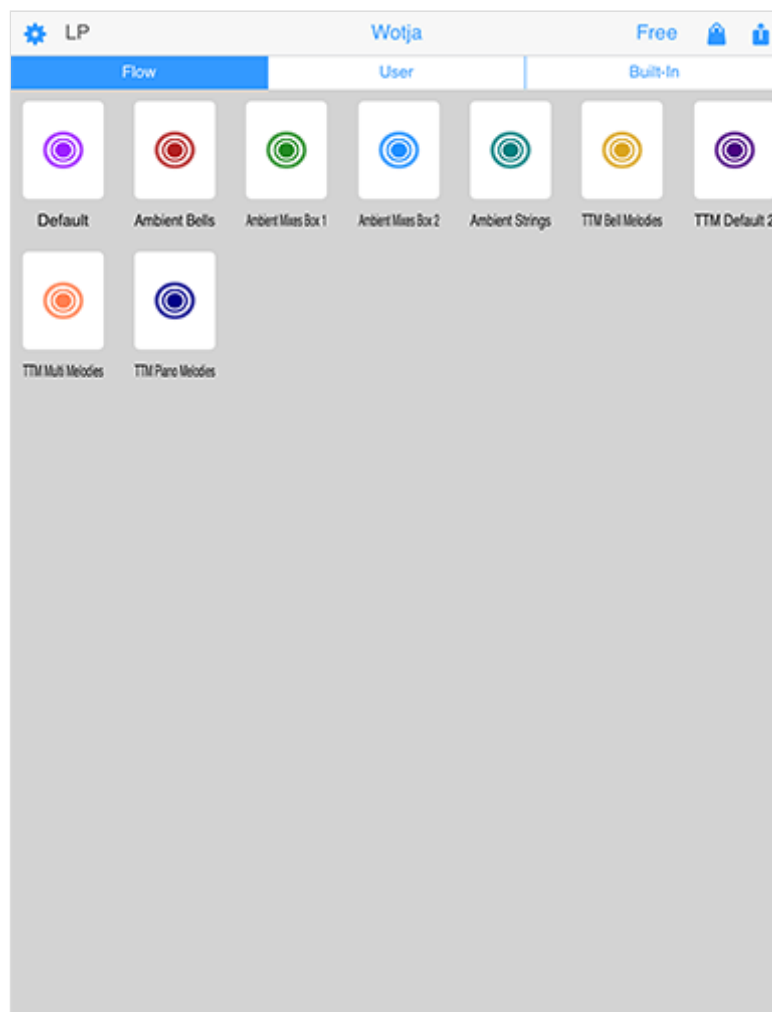 LP Wotja Free
Flow User Built-In
Default Ambient Bells Ambient Mixes Box 1 Ambient Mixes Box 2 Ambient Strings TTM Bell Melodies TTM Default 2
TTM Multi Melodies TTM Piano Melodies